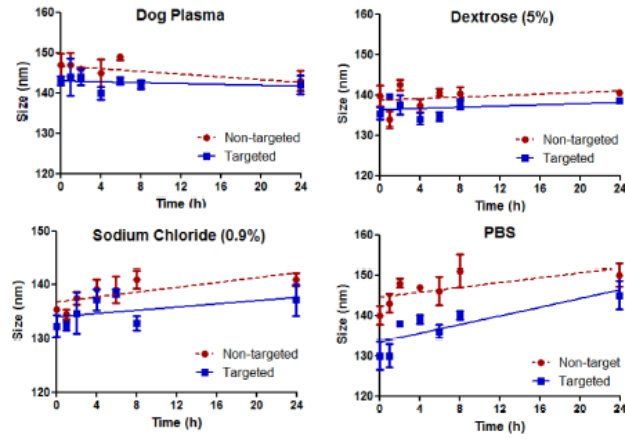 Dog Plasma
Size (nm)
160
150
140
130
120
0 4 8 12 16 20 24
Time (h)
Non-targeted
Targeted
Dextrose (5%)
Size (nm)
160
150
140
130
120
0 4 8 12 16 20 24
Time (h)
Non-targeted
Targeted
Sodium Chloride (0.9%)
Size (nm)
150
140
130
120
0 4 8 12 16 20 24
Time (h)
Non-targeted
Targeted
PBS
Size (nm)
160
150
140
130
120
0 4 8 12 16 20 24
Time (h)
Non-target
Targeted